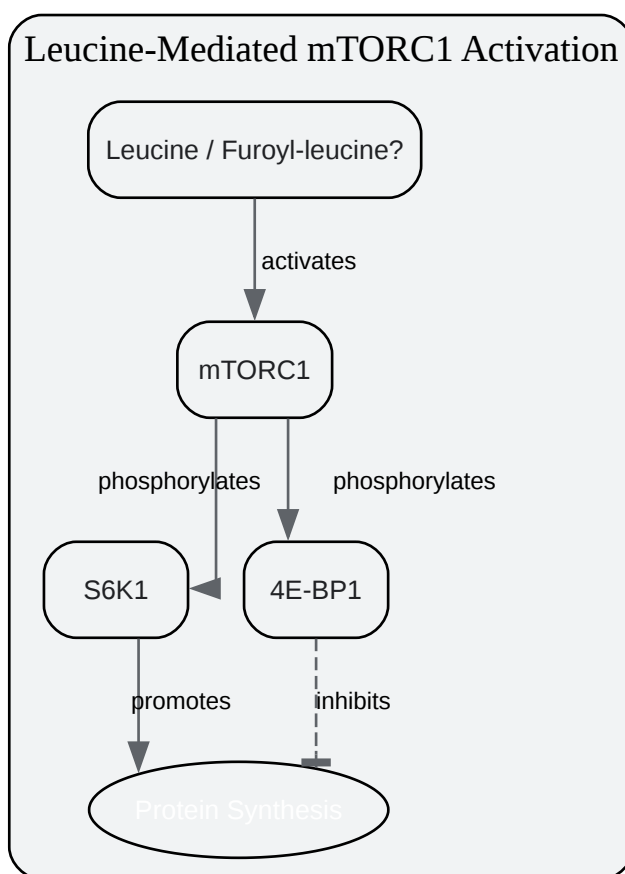 Leucine-Mediated mTORC1 Activation
Leucine / Furoyl-leucine?
activates
mTORC1
phosphorylates
phosphorylates
S6K1
4E-BP1
promotes
inhibits
Protein Synthesis